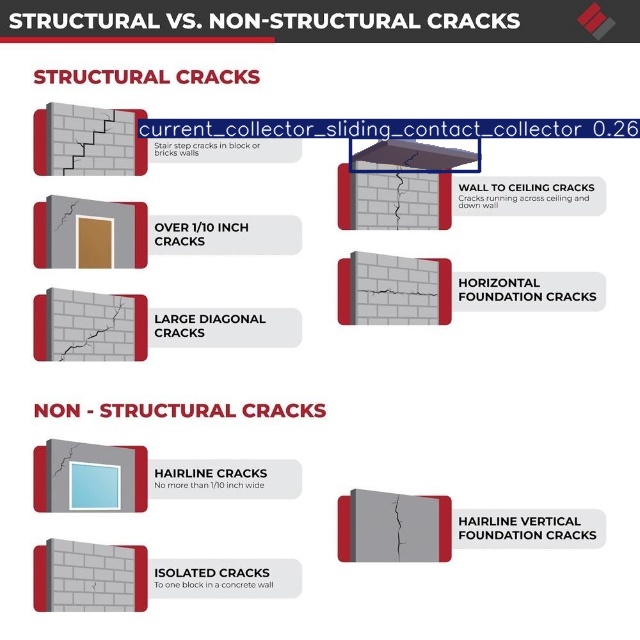 STRUCTURAL VS. NON-STRUCTURAL CRACKS
STRUCTURAL CRACKS
current_collector_sliding_contact_collector 0.26
Stair step cracks in block or
bricks walls
OVER 1/10 INCH
CRACKS
LARGE DIAGONAL
CRACKS
WALL TO CEILING CRACKS
Cracks running across ceiling and
down wall
HORIZONTAL
FOUNDATION CRACKS
NON - STRUCTURAL CRACKS
HAIRLINE CRACKS
No more than 1/10 inch wide
ISOLATED CRACKS
To one block in a concrete wall
HAIRLINE VERTICAL
FOUNDATION CRACKS